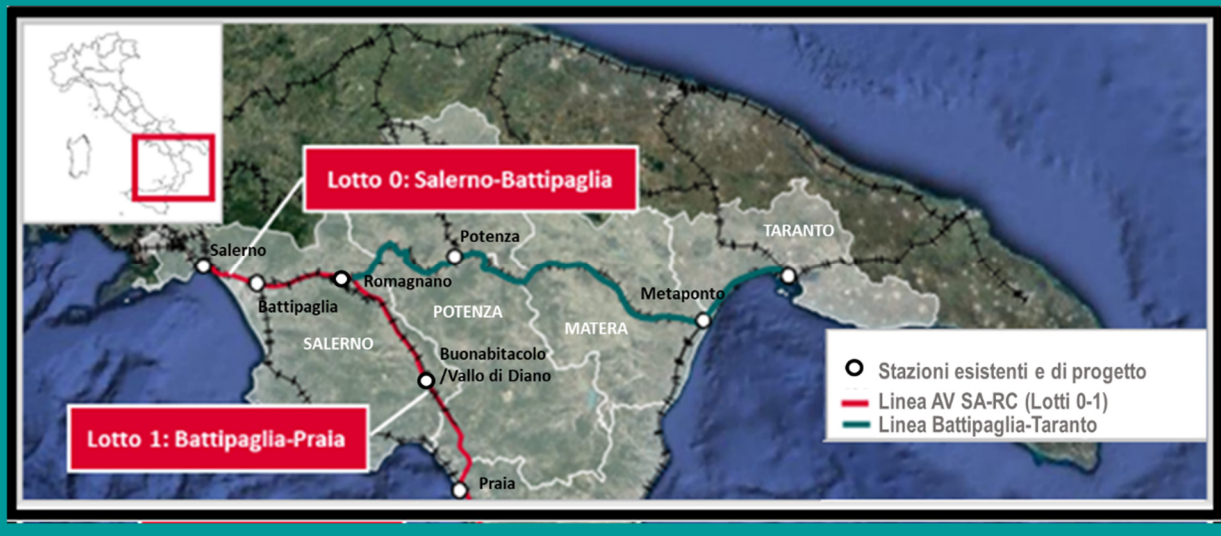 Lotto 0: Salerno-Battipaglia
TARANTO
Salerno
Potenza
Romagnano
Metaponto
Battipaglia
POTENZA
MATERA
SALERNO
Buonabitacolo
/Vallo di Diano
Stazioni esistenti e di progetto
Linea AV SA-RC (Lotti 0-1)
Linea Battipaglia-Taranto
Lotto 1: Battipaglia-Praia
Praia